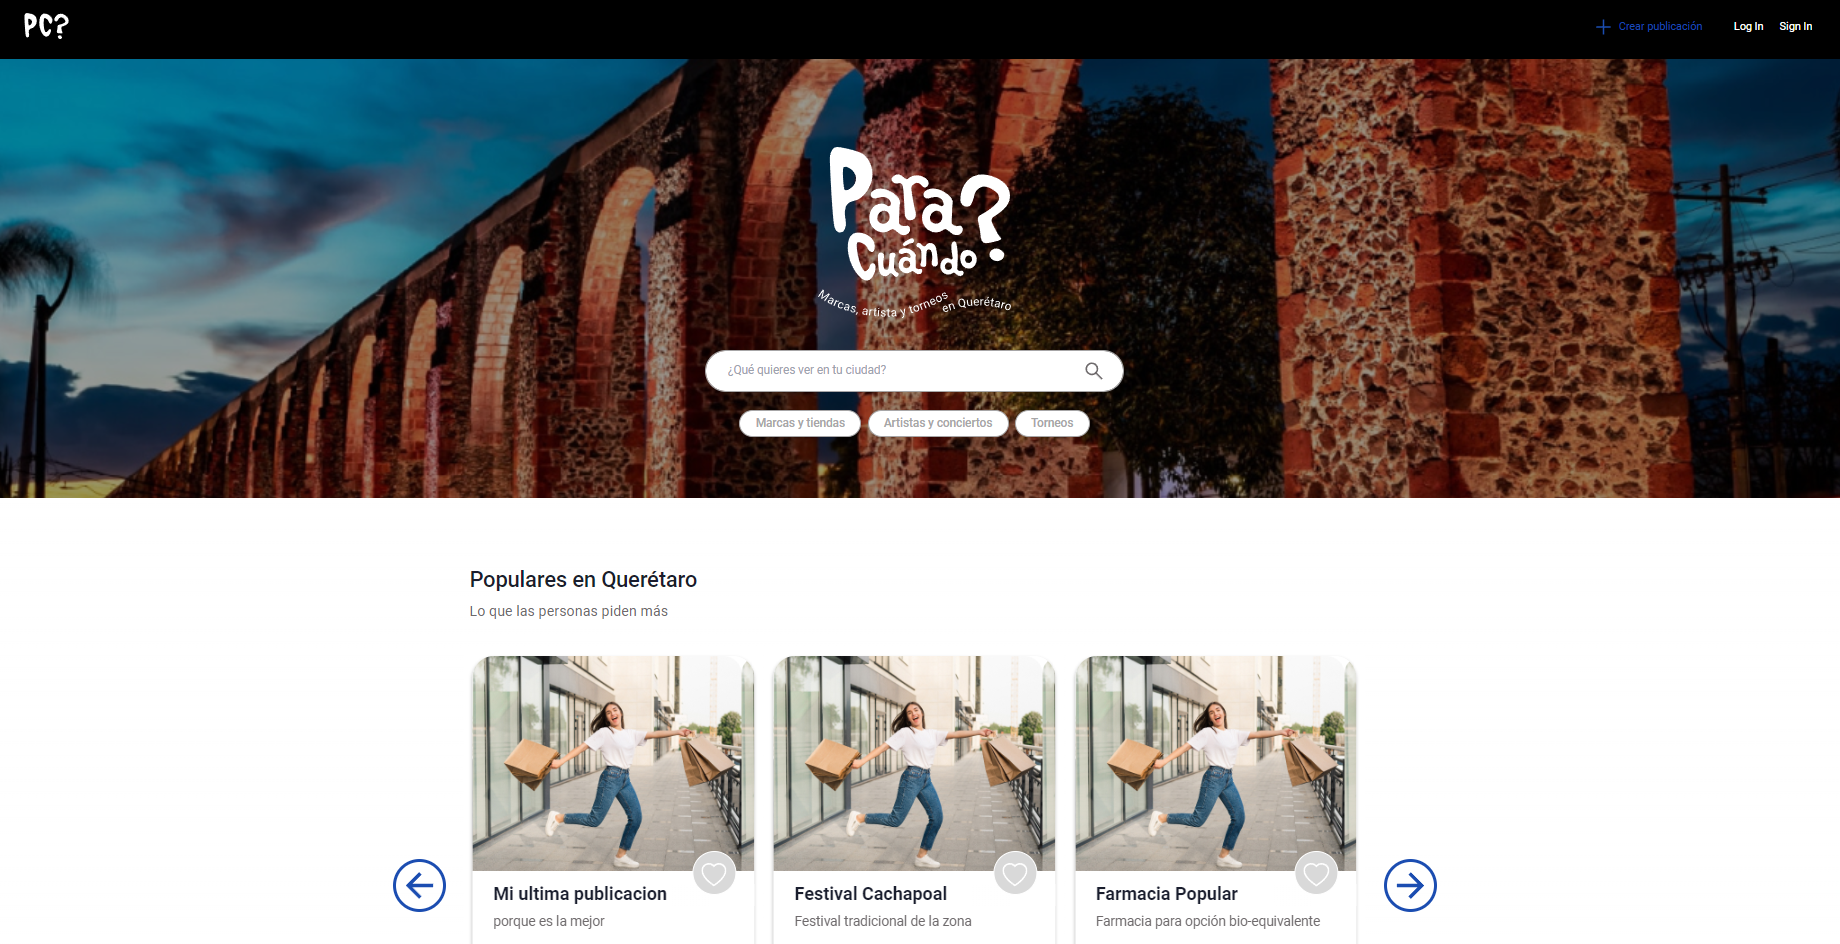 PC?
Crear publicación
Log In
Sign In
Para
Cuándo?
Marcas, artista y torneos en Querétaro
¿Qué quieres ver en tu ciudad?
Marcas y tiendas
Artistas y conciertos
Torneos
Populares en Querétaro
Lo que las personas piden más
Mi ultima publicacion
porque es la mejor
Festival Cachapoal
Festival tradicional de la zona
Farmacia Popular
Farmacia para opción bio-equivalente